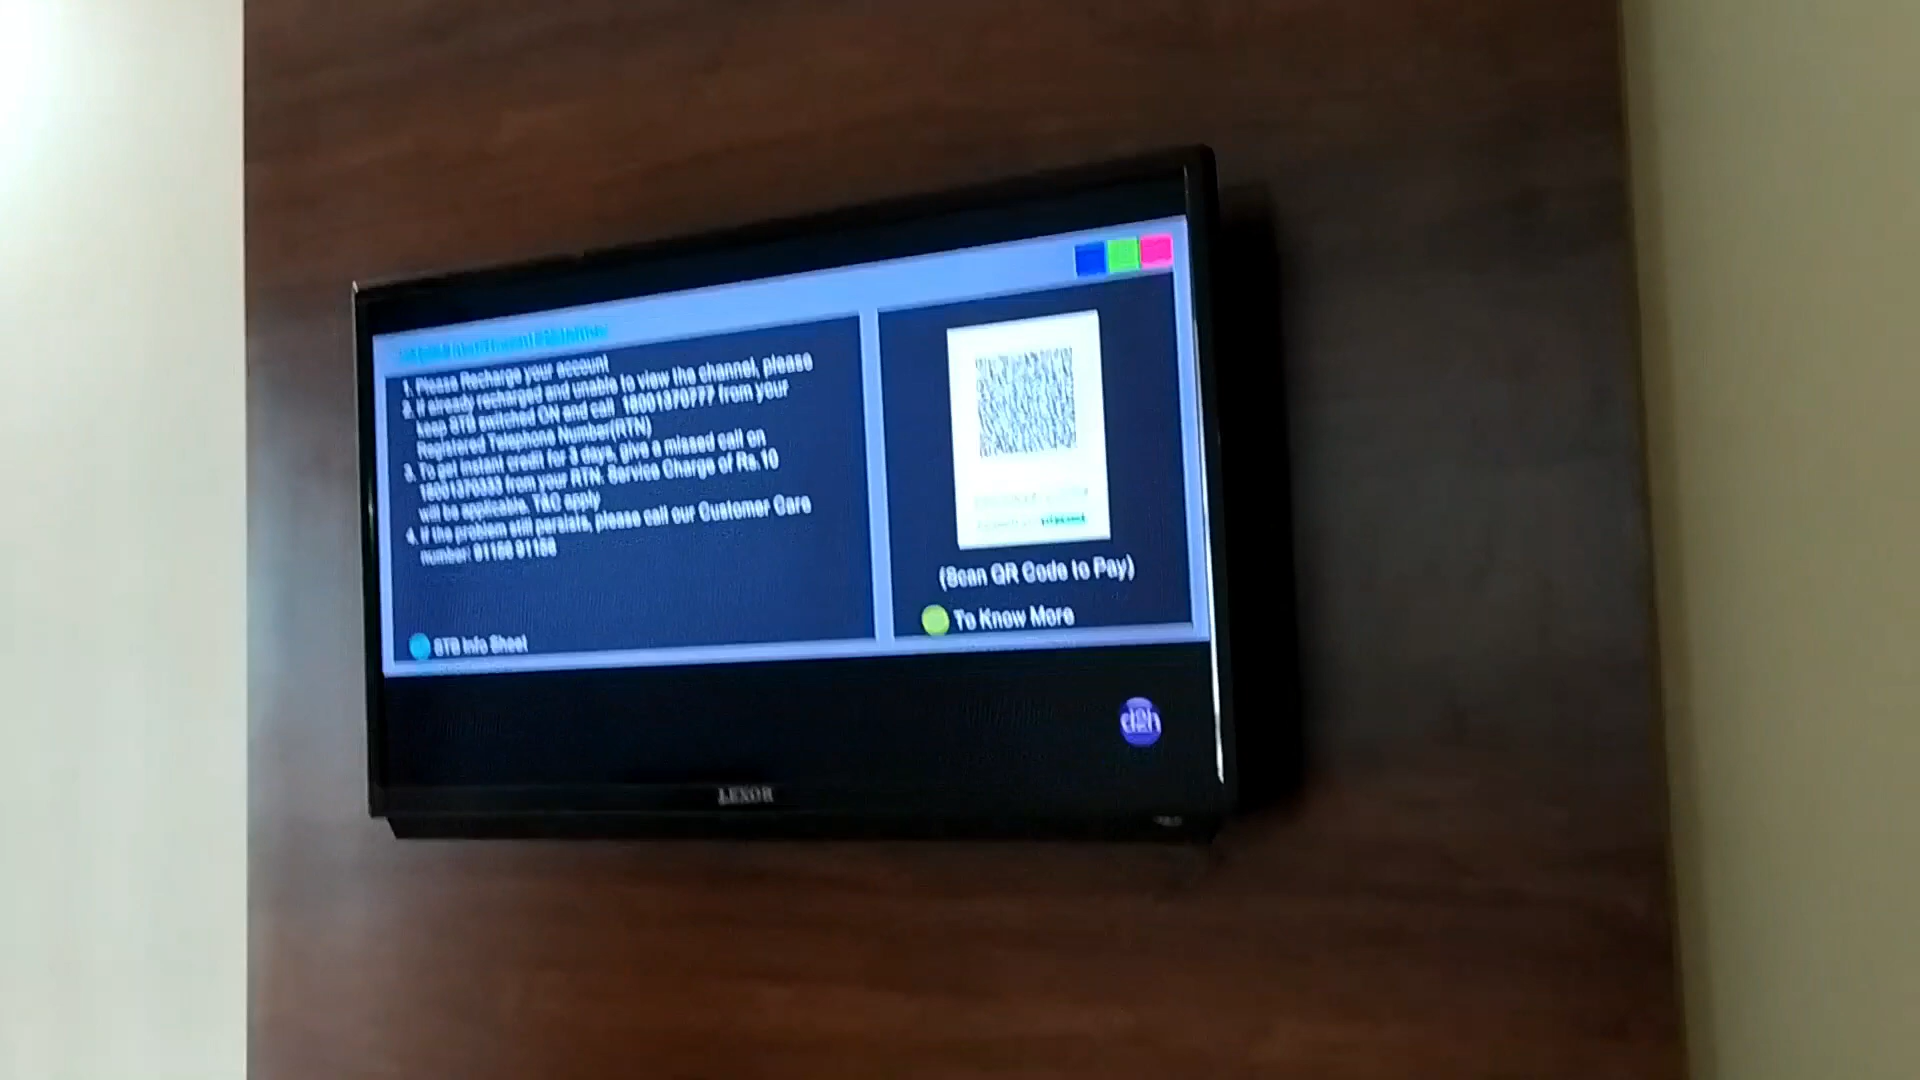 1. Please Recharge your account
2. If already recharged and unable to view the channel, please
keep STB switched ON and call 18001370777 from your
Registered Telephone Number(RTN)
3. To get instant credit for 3 days, give a missed call on
18001370333 from your RTN. Service Charge of Rs.10
will be applicable, T&C apply
4. If the problem still persists, please call our Customer Care
number: 91156 91156
STB Info Sheet
(Scan QR Code to Pay)
To Know More
d2h
LEXOR